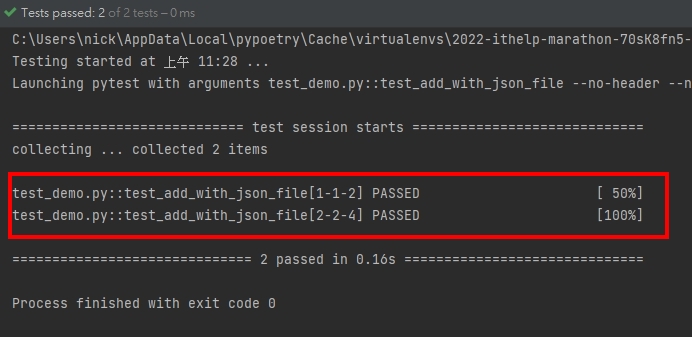 Tests passed: 2 of 2 tests – 0 ms
C:\Users\nick\AppData\Local\pypoetry\Cache\virtualenvs\2022-ithelp-marathon-70sK8fn5-
Testing started at 上午 11:28 ...
Launching pytest with arguments test_demo.py::test_add_with_json_file --no-header --n
============================ test session starts ============================
collecting ... collected 2 items
test_demo.py::test_add_with_json_file[1-1-2] PASSED [ 50%]
test_demo.py::test_add_with_json_file[2-2-4] PASSED [100%]
============================= 2 passed in 0.16s =============================
Process finished with exit code 0